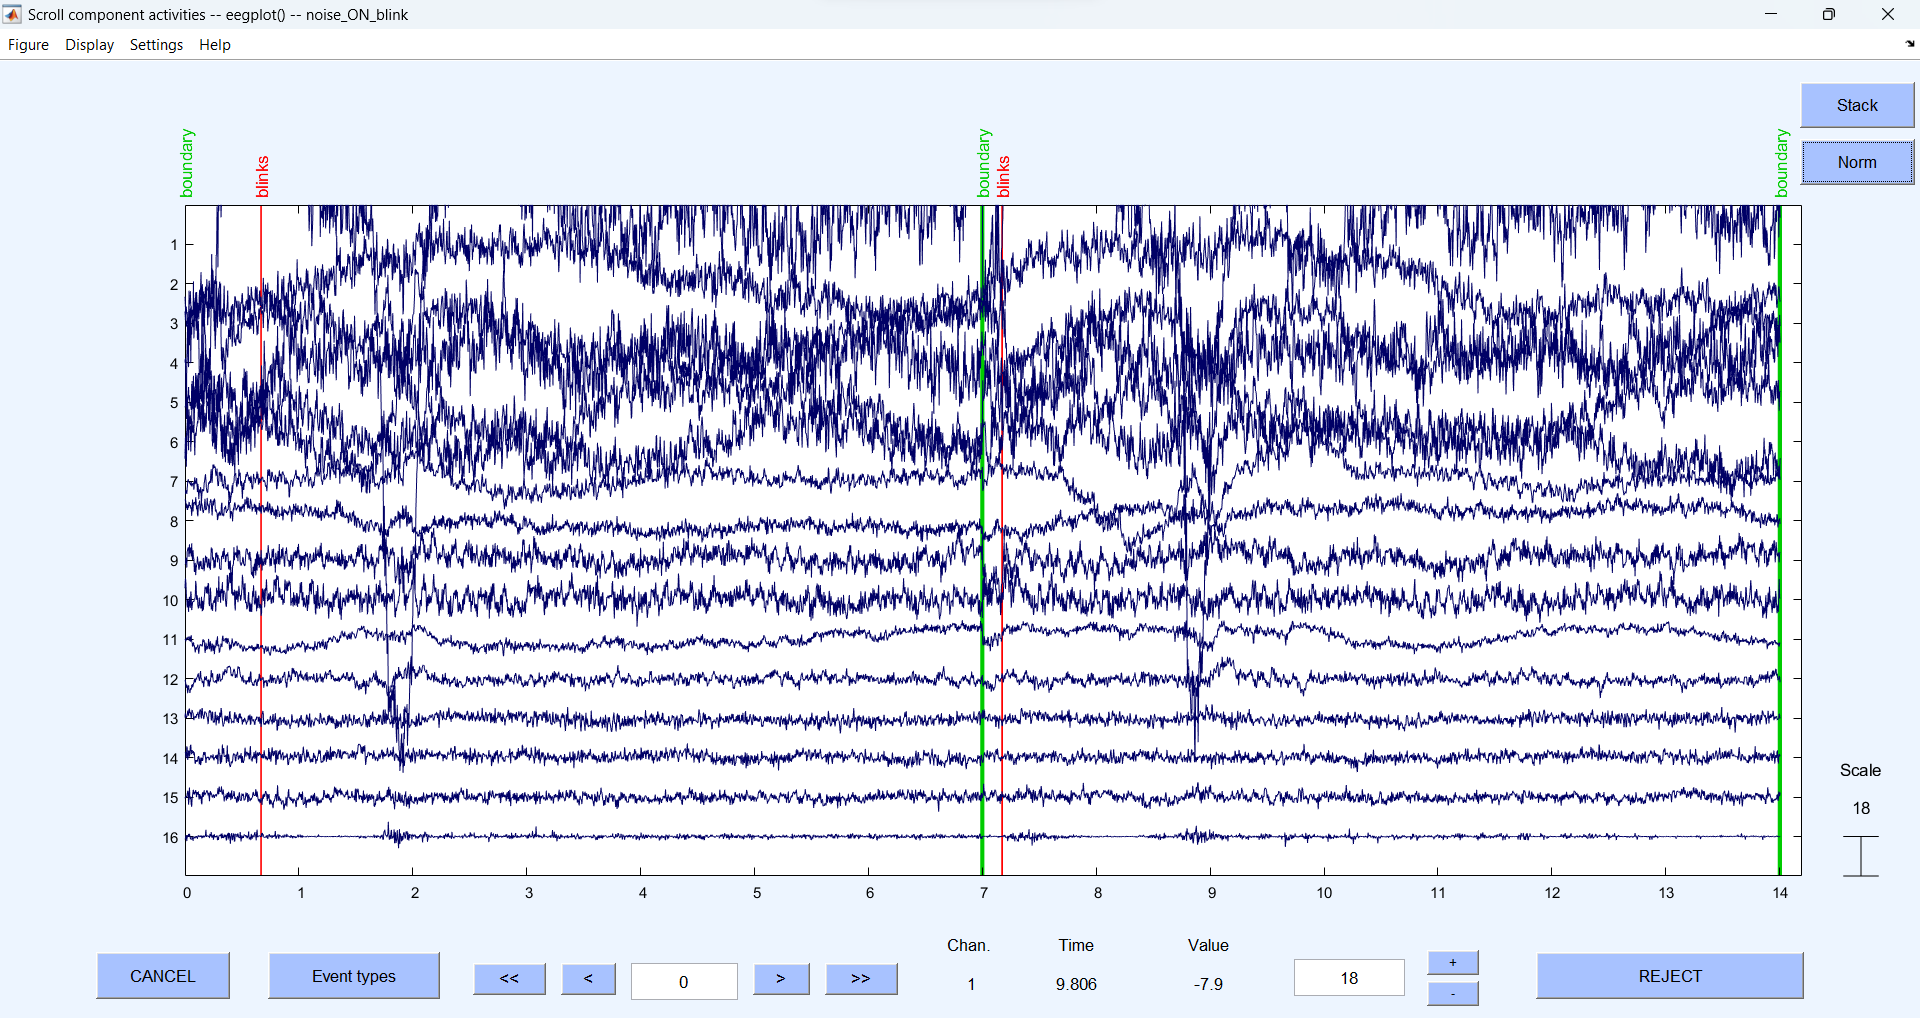 Scroll component activities -- eegplot() -- noise_ON_blink
Figure Display Settings Help
Stack
Norm
boundary
blinks
boundary
blinks
boundary
1
2
3
4
5
6
7
8
9
10
11
12
13
14
15
16
0 1 2 3 4 5 6 7 8 9 10 11 12 13 14
Scale
18
Chan. Time Value
1 9.806 -7.9
CANCEL Event types << < 0 > >> 18 + - REJECT